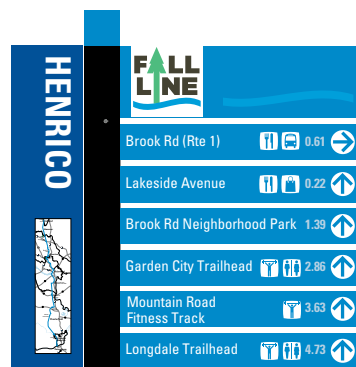 HENRICO
FALL
LINE
Brook Rd (Rte 1) 0.61
Lakeside Avenue 0.22
Brook Rd Neighborhood Park 1.39
Garden City Trailhead 2.86
Mountain Road
Fitness Track 3.63
Longdale Trailhead 4.73